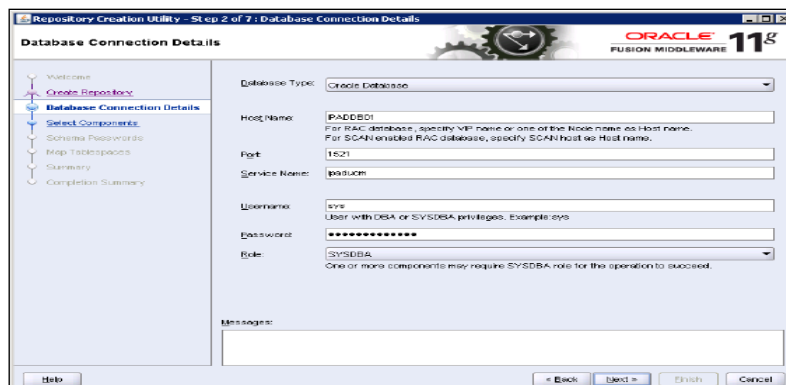 Repository Creation Utility - Step 2 of 7 : Database Connection Details
Database Connection Details
ORACLE
FUSION MIDDLEWARE 11g
Welcome
Create Repository
Database Connection Details
Select Components
Schema Passwords
Map Tablespaces
Summary
Completion Summary
Database Type: Oracle Database
Host Name: IPADDB01
For RAC database, specify VIP name or one of the Node name as Host name.
For SCAN enabled RAC database, specify SCAN host as Host name.
Port: 1521
Service Name: ipaducm
Username: sys
User with DBA or SYSDBA privileges. Example:sys
Password: •••••••••••••
Role: SYSDBA
One or more components may require SYSDBA role for the operation to succeed.
Messages:
Help
< Back
Next >
Finish
Cancel